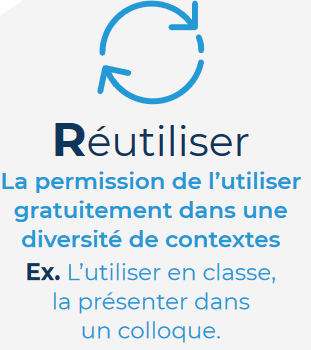 Réutiliser
La permission de l’utiliser
gratuitement dans une
diversité de contextes
Ex. L’utiliser en classe,
la présenter dans
un colloque.